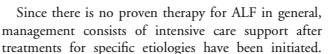 Since there is no proven therapy for ALF in general,
management consists of intensive care support after
treatments for specific etiologies have been initiated.